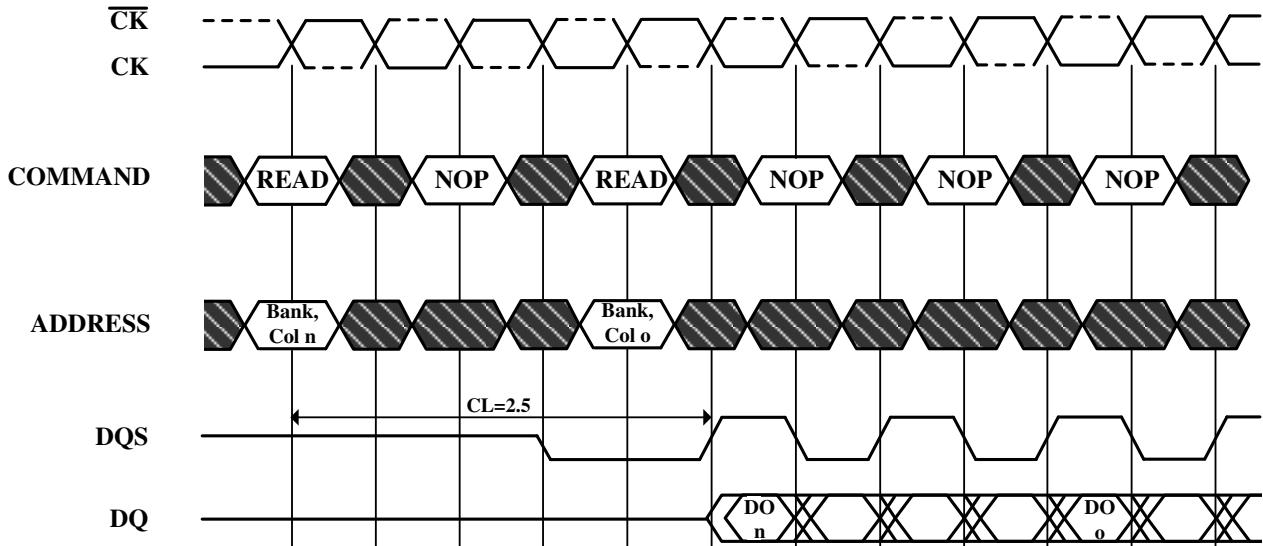 C̅K̅
CK
COMMAND
READ
NOP
READ
NOP
NOP
NOP
ADDRESS
Bank,
Col n
Bank,
Col o
CL=2.5
DQS
DQ
DO
n
DO
o